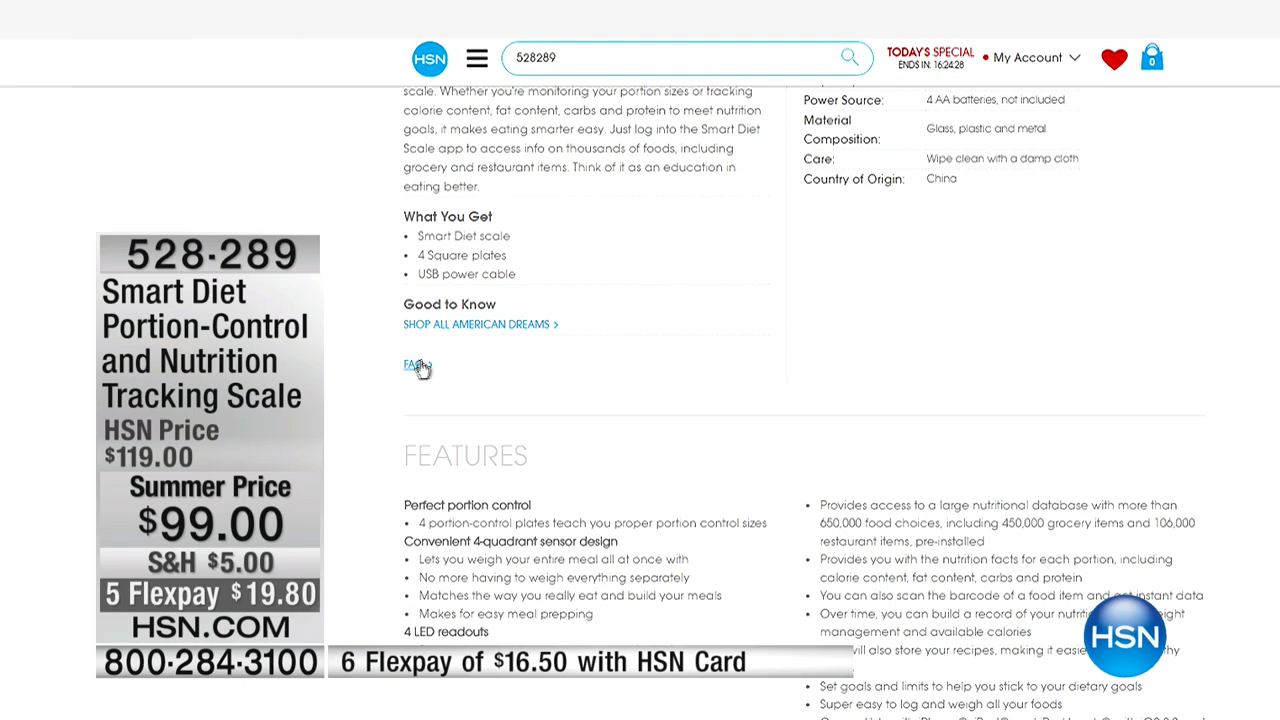 HSN
528289
TODAY'S SPECIAL
ENDS IN: 16:24:28
My Account
0
scale. Whether you're monitoring your portion sizes or tracking
calorie content, fat content, carbs and protein to meet nutrition
goals, it makes eating smarter easy. Just log into the Smart Diet
Scale app to access info on thousands of foods, including
grocery and restaurant items. Think of it as an education in
eating better.
What You Get
• Smart Diet scale
• 4 Square plates
• USB power cable
Good to Know
SHOP ALL AMERICAN DREAMS >
Power Source: 4 AA batteries, not included
Material
Composition: Glass, plastic and metal
Care: Wipe clean with a damp cloth
Country of Origin: China
FEATURES
Perfect portion control
• 4 portion-control plates teach you proper portion control sizes
Convenient 4-quadrant sensor design
• Lets you weigh your entire meal all at once with
• No more having to weigh everything separately
• Matches the way you really eat and build your meals
• Makes for easy meal prepping
4 LED readouts
• Provides access to a large nutritional database with more than
650,000 food choices, including 450,000 grocery items and 106,000
restaurant items, pre-installed
• Provides you with the nutrition facts for each portion, including
calorie content, fat content, carbs and protein
• You can also scan the barcode of a food item and get instant data
• Over time, you can build a record of your
management and available calories
will also store your recipes, making it
• Set goals and limits to help you stick to your dietary goals
• Super easy to log and weigh all your foods
528-289
Smart Diet
Portion-Control
and Nutrition
Tracking Scale
HSN Price
$119.00
Summer Price
$99.00
S&H $5.00
5 Flexpay $19.80
HSN.COM
800-284-3100
6 Flexpay of $16.50 with HSN Card
HSN